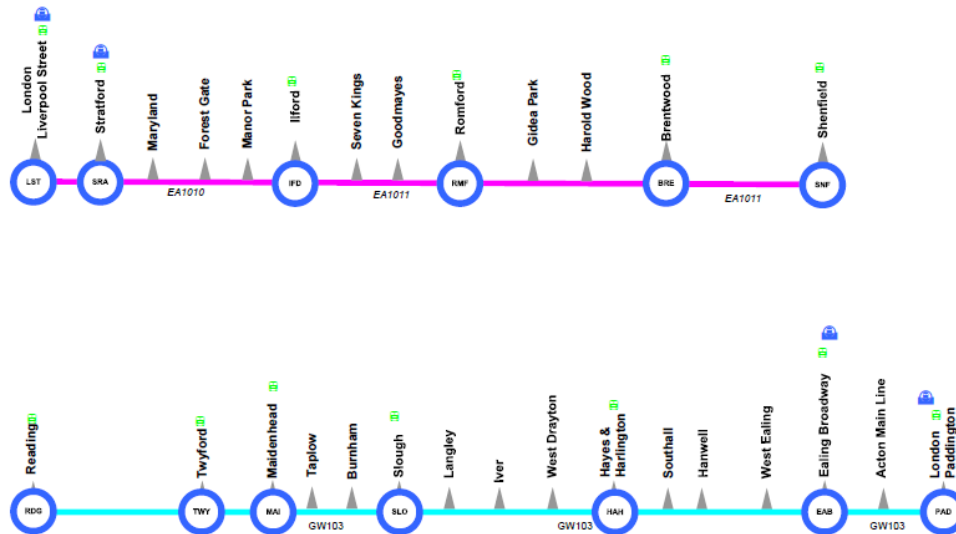 London
Liverpool Street
Stratford
Maryland
Forest Gate
Manor Park
Ilford
Seven Kings
Goodmayes
Romford
Gidea Park
Harold Wood
Brentwood
Shenfield
LST
SRA
IFD
RMF
BRE
SNF
EA1010
EA1011
EA1011
Reading
Twyford
Maidenhead
Taplow
Burnham
Slough
Langley
Iver
West Drayton
Hayes &
Harlington
Southall
Hanwell
West Ealing
Ealing Broadway
Acton Main Line
London
Paddington
RDG
TWY
MAI
SLO
HAH
EAB
PAD
GW103
GW103
GW103